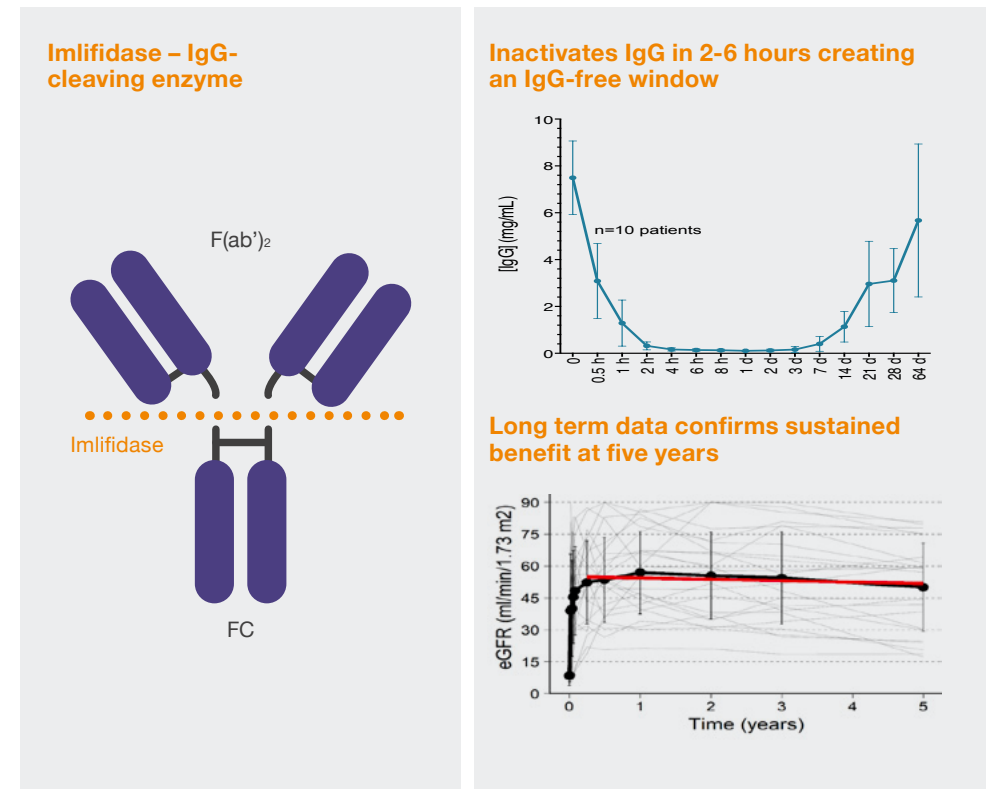 Imlifidase – IgG-
cleaving enzyme
F(ab’)₂
Imlifidase
FC
Inactivates IgG in 2-6 hours creating
an IgG-free window
[IgG] (mg/mL)
10
8
6
4
2
0
n=10 patients
0
0.5 h
1 h
2 h
4 h
6 h
8 h
1 d
2 d
3 d
7 d
14 d
21 d
28 d
64 d
Long term data confirms sustained
benefit at five years
eGFR (ml/min/1.73 m2)
90
75
60
45
30
15
0
0
1
2
3
4
5
Time (years)